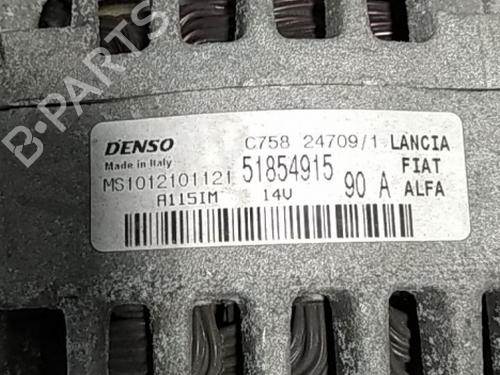 DENSO C758 24709/1 LANCIA
Made in Italy 51854915 FIAT
MS1012101121 90 A ALFA
A115IM 14V
B-PARTS